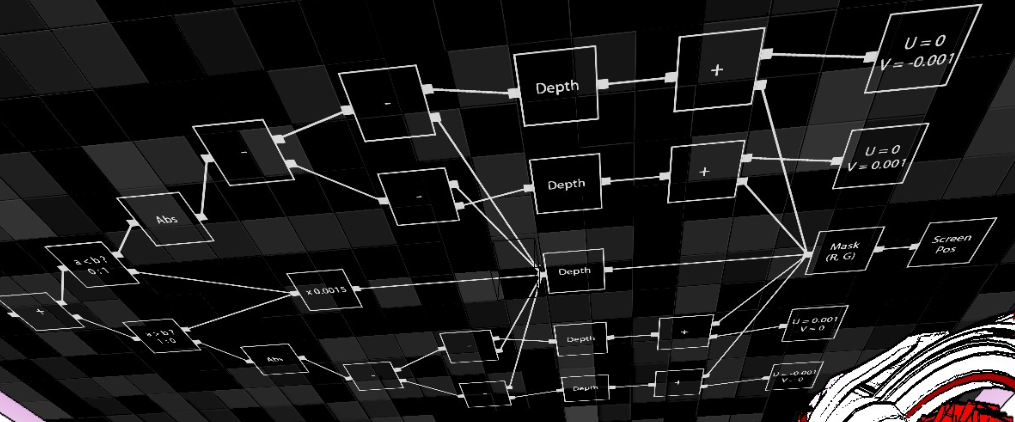 U = 0
V = -0.001
+
-
Depth
-
U = 0
V = 0.001
+
Depth
-
Abs
Screen
Pos
Mask
(R, G)
Depth
a < b?
0:1
x 0.0015
+
a > b?
1:0
U = 0.001
V = 0
+
Depth
-
Abs
-
U = -0.001
V = 0
+
Depth
-